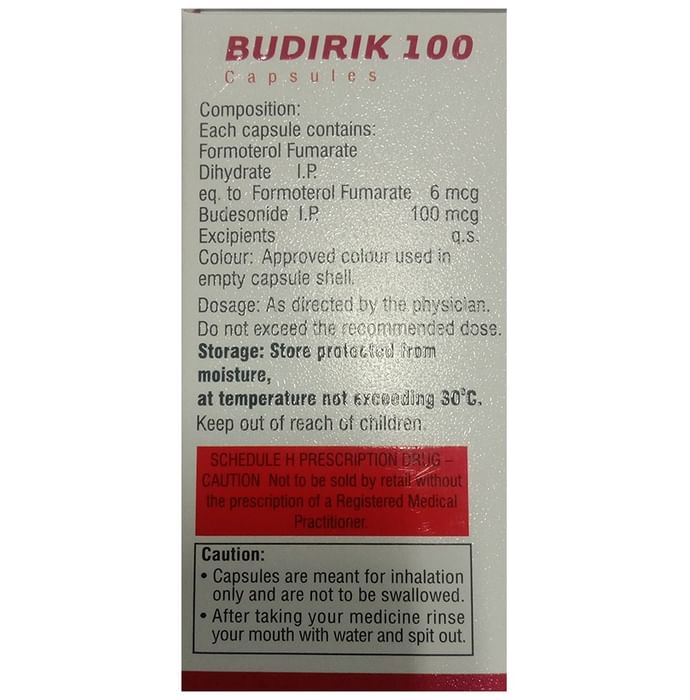 BUDIRIK 100
Capsules
Composition:
Each capsule contains:
Formoterol Fumarate
Dihydrate I.P.
eq. to Formoterol Fumarate 6 mcg
Budesonide I.P. 100 mcg
Excipients q.s.
Colour: Approved colour used in
empty capsule shell.
Dosage: As directed by the physician.
Do not exceed the recommended dose.
Storage: Store protected from
moisture,
at temperature not exceeding 30°C.
Keep out of reach of children.
SCHEDULE H PRESCRIPTION DRUG –
CAUTION Not to be sold by retail without
the prescription of a Registered Medical
Practitioner.
Caution:
• Capsules are meant for inhalation
only and are not to be swallowed.
• After taking your medicine rinse
your mouth with water and spit out.